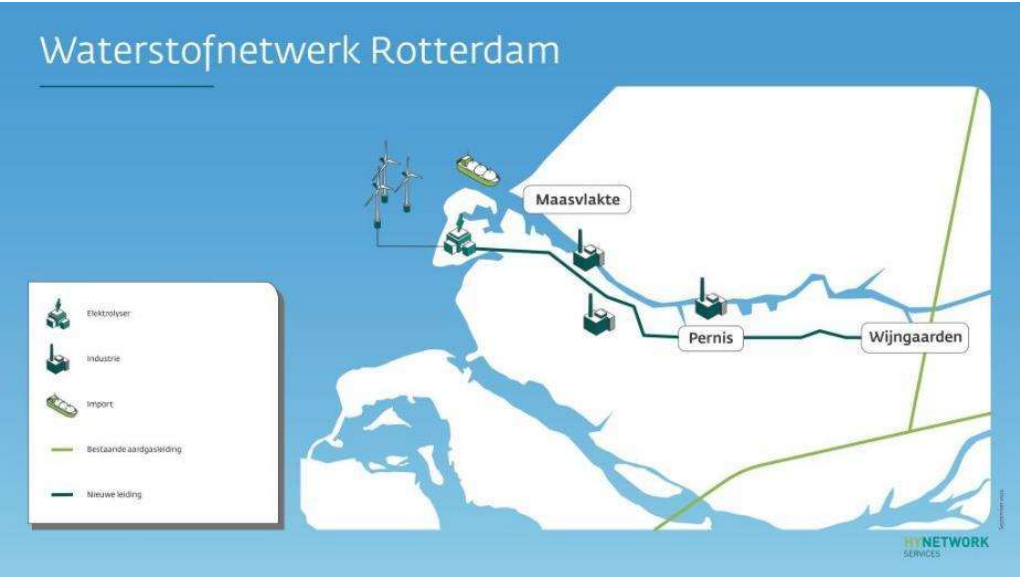 Waterstofnetwerk Rotterdam
Maasvlakte
Pernis
Wijngaarden
Elektrolyser
Industrie
Import
Bestaande aardgasleiding
Nieuwe leiding
HYNETWORK
SERVICES